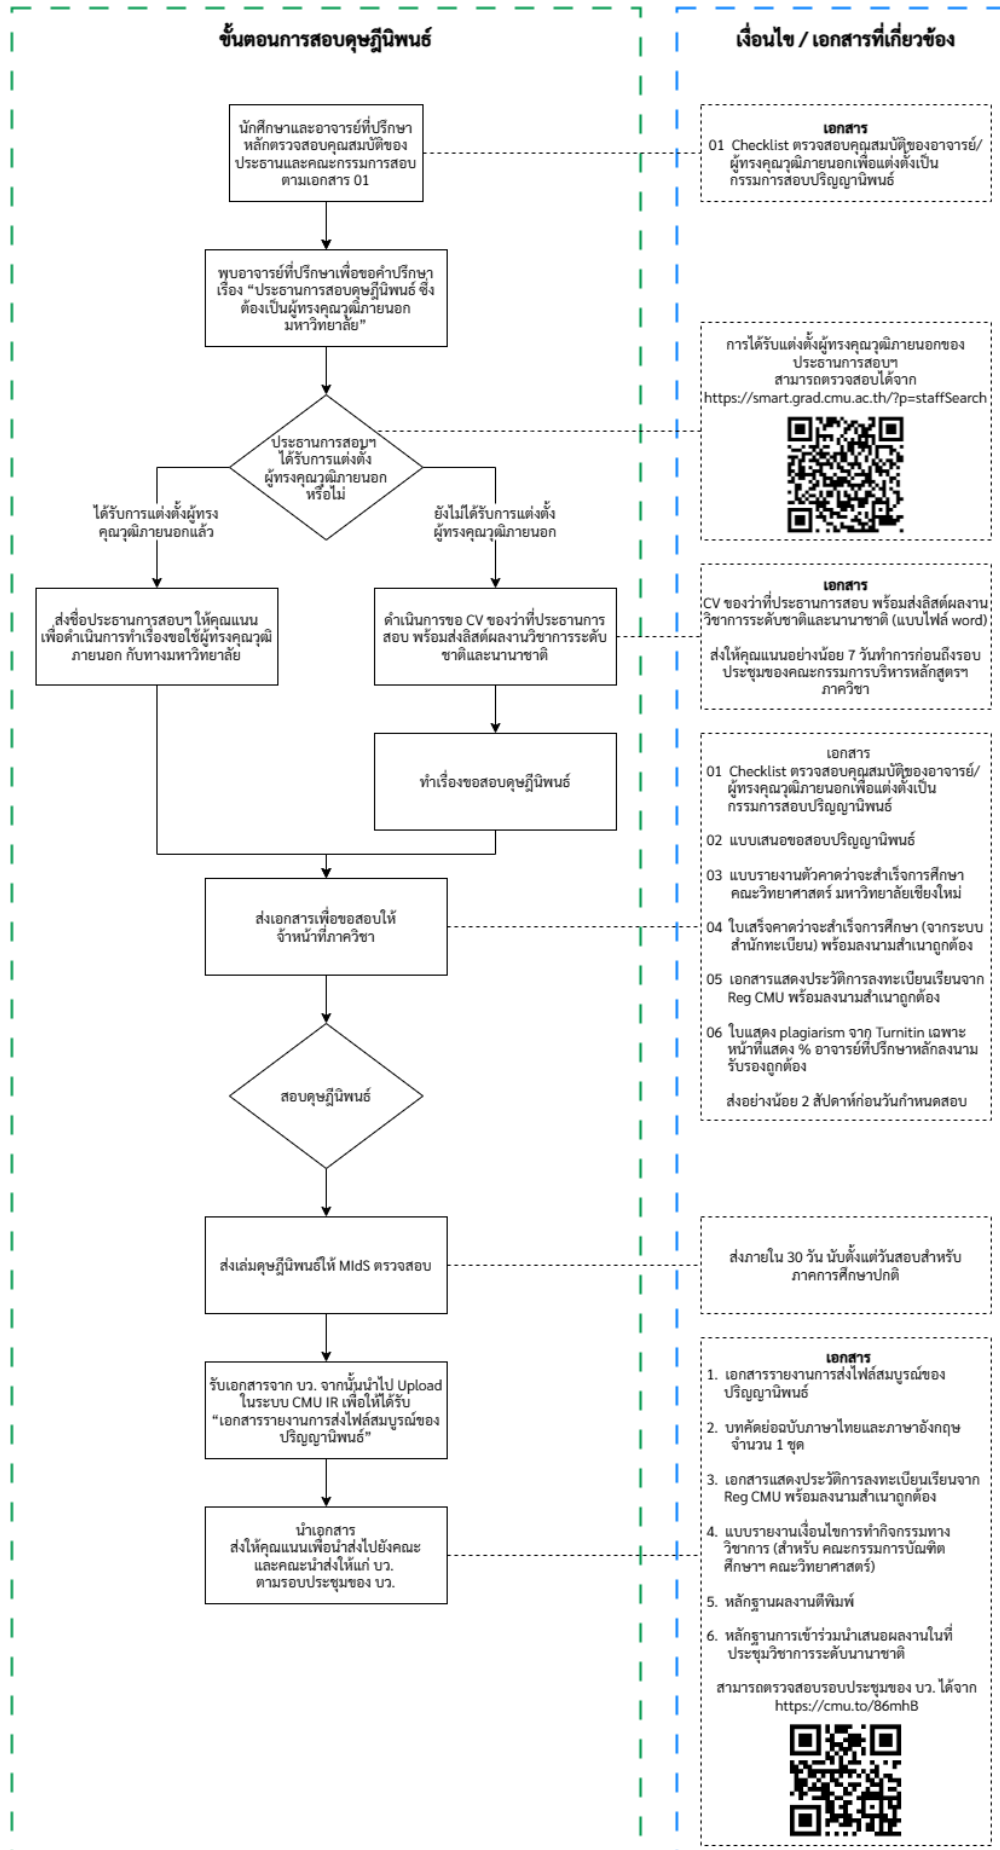 ขั้นตอนการสอบดุษฎีนิพนธ์
เงื่อนไข / เอกสารที่เกี่ยวข้อง
นักศึกษาและอาจารย์ที่ปรึกษา
หลักตรวจสอบคุณสมบัติของ
ประธานและคณะกรรมการสอบ
ตามเอกสาร 01
เอกสาร
01 Checklist ตรวจสอบคุณสมบัติของอาจารย์/
ผู้ทรงคุณวุฒิภายนอกเพื่อแต่งตั้งเป็น
กรรมการสอบปริญญานิพนธ์
พบอาจารย์ที่ปรึกษาเพื่อขอคำปรึกษา
เรื่อง “ประธานการสอบดุษฎีนิพนธ์ ซึ่ง
ต้องเป็นผู้ทรงคุณวุฒิภายนอก
มหาวิทยาลัย”
การได้รับแต่งตั้งผู้ทรงคุณวุฒิภายนอกของ
ประธานการสอบฯ
สามารถตรวจสอบได้จาก
https://smart.grad.cmu.ac.th/?p=staffSearch
ประธานการสอบฯ
ได้รับการแต่งตั้ง
ผู้ทรงคุณวุฒิภายนอก
หรือไม่
ได้รับการแต่งตั้งผู้ทรง
คุณวุฒิภายนอกแล้ว
ยังไม่ได้รับการแต่งตั้ง
ผู้ทรงคุณวุฒิภายนอก
ส่งชื่อประธานการสอบฯ ให้คุณแนน
เพื่อดำเนินการทำเรื่องขอใช้ผู้ทรงคุณวุฒิ
ภายนอก กับทางมหาวิทยาลัย
ดำเนินการขอ CV ของว่าที่ประธานการ
สอบ พร้อมส่งลิสต์ผลงานวิชาการระดับ
ชาติและนานาชาติ
เอกสาร
CV ของว่าที่ประธานการสอบ พร้อมส่งลิสต์ผลงาน
วิชาการระดับชาติและนานาชาติ (แบบไฟล์ word)
ส่งให้คุณแนนอย่างน้อย 7 วันทำการก่อนถึงรอบ
ประชุมของคณะกรรมการบริหารหลักสูตรฯ
ภาควิชา
ทำเรื่องขอสอบดุษฎีนิพนธ์
ส่งเอกสารเพื่อขอสอบให้
จ้าหน้าที่ภาควิชา
เอกสาร
01 Checklist ตรวจสอบคุณสมบัติของอาจารย์/
ผู้ทรงคุณวุฒิภายนอกเพื่อแต่งตั้งเป็น
กรรมการสอบปริญญานิพนธ์
02 แบบเสนอขอสอบปริญญานิพนธ์
03 แบบรายงานตัวคาดว่าจะสำเร็จการศึกษา
คณะวิทยาศาสตร์ มหาวิทยาลัยเชียงใหม่
04 ใบเสร็จคาดว่าจะสำเร็จการศึกษา (จากระบบ
สำนักทะเบียน) พร้อมลงนามสำเนาถูกต้อง
05 เอกสารแสดงประวัติการลงทะเบียนเรียนจาก
Reg CMU พร้อมลงนามสำเนาถูกต้อง
06 ใบแสดง plagiarism จาก Turnitin เฉพาะ
หน้าที่แสดง % อาจารย์ที่ปรึกษาหลักลงนาม
รับรองถูกต้อง
ส่งอย่างน้อย 2 สัปดาห์ก่อนวันกำหนดสอบ
สอบดุษฎีนิพนธ์
ส่งเล่มดุษฎีนิพนธ์ให้ MIdS ตรวจสอบ
ส่งภายใน 30 วัน นับตั้งแต่วันสอบสำหรับ
ภาคการศึกษาปกติ
รับเอกสารจาก บว. จากนั้นนำไป Upload
ในระบบ CMU IR เพื่อให้ได้รับ
“เอกสารรายงานการส่งไฟล์สมบูรณ์ของ
ปริญญานิพนธ์”
นำเอกสาร
ส่งให้คุณแนนเพื่อนำส่งไปยังคณะ
และคณะนำส่งให้แก่ บว.
ตามรอบประชุมของ บว.
เอกสาร
1. เอกสารรายงานการส่งไฟล์สมบูรณ์ของ
ปริญญานิพนธ์
2. บทคัดย่อฉบับภาษาไทยและภาษาอังกฤษ
จำนวน 1 ชุด
3. เอกสารแสดงประวัติการลงทะเบียนเรียนจาก
Reg CMU พร้อมลงนามสำเนาถูกต้อง
4. แบบรายงานเงื่อนไขการทำกิจกรรมทาง
วิชาการ (สำหรับ คณะกรรมการบัณฑิต
ศึกษาฯ คณะวิทยาศาสตร์)
5. หลักฐานผลงานตีพิมพ์
6. หลักฐานการเข้าร่วมนำเสนอผลงานในที่
ประชุมวิชาการระดับนานาชาติ
สามารถตรวจสอบรอบประชุมของ บว. ได้จาก
https://cmu.to/86mhB